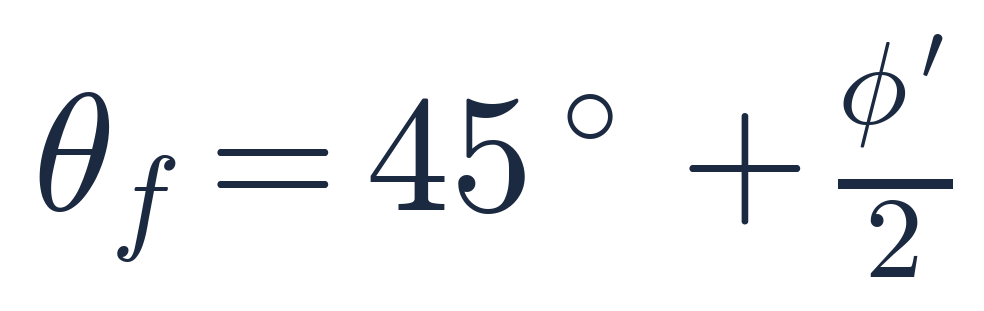 θ_f = 45° + ϕ′/2